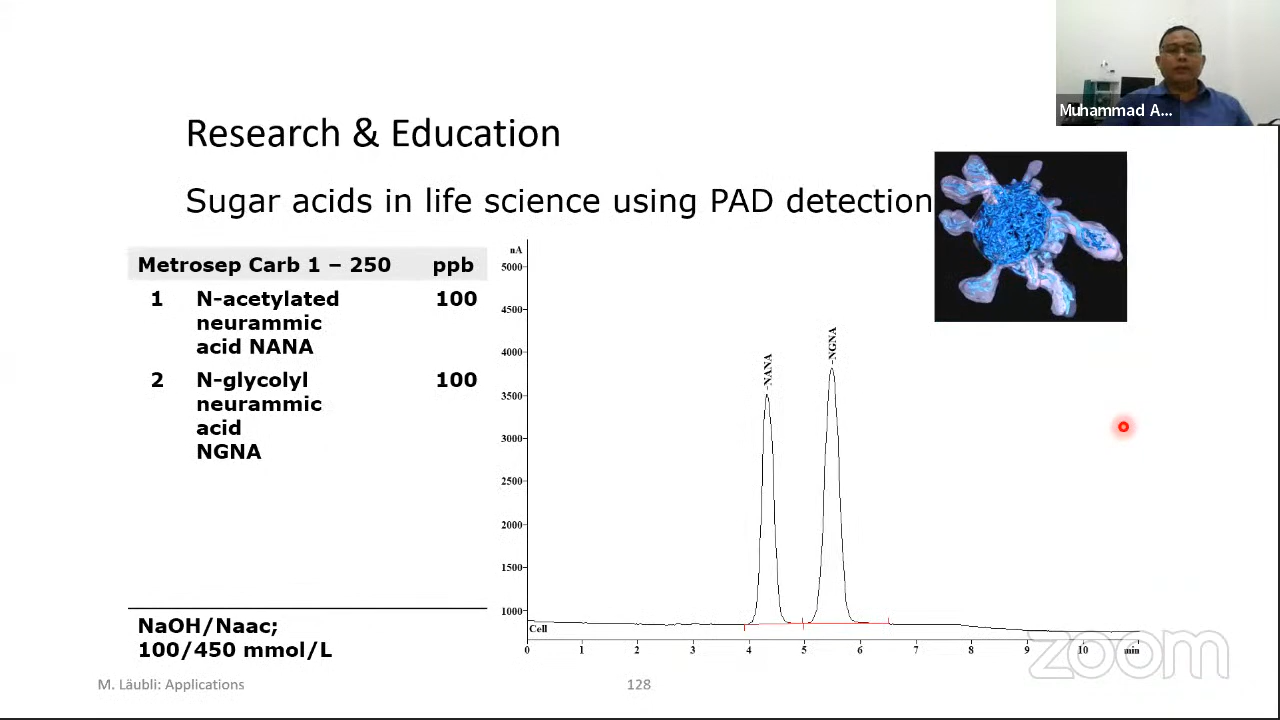 Muhammad A...
Research & Education
Sugar acids in life science using PAD detection
Metrosep Carb 1 – 250 ppb
1 N-acetylated 100
neurammic
acid NANA
2 N-glycolyl 100
neurammic
acid
NGNA
NaOH/Naac;
100/450 mmol/L
nA
5000
4500
4000
3500
3000
2500
2000
1500
1000
NANA
NGNA
Cell
0 1 2 3 4 5 6 7 8 9 10 min
M. Läubli: Applications
128
zoom